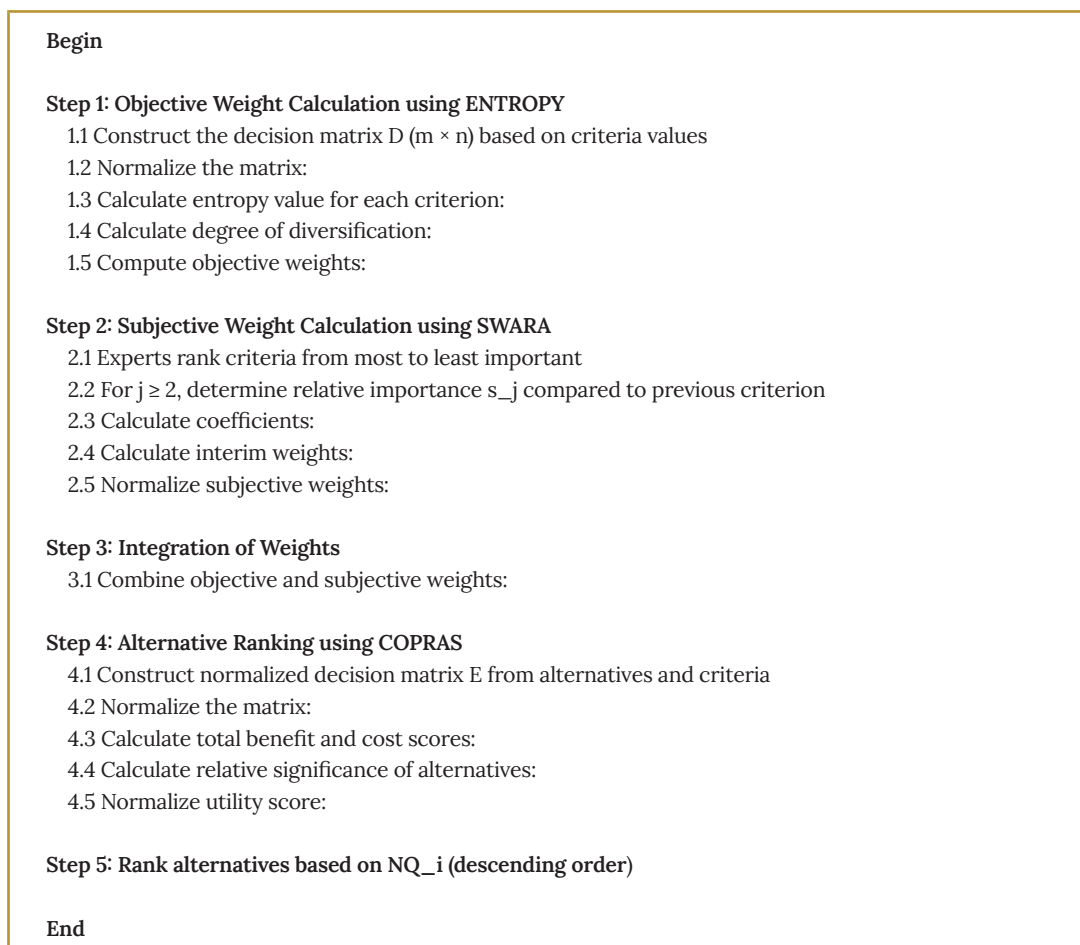 Begin
Step 1: Objective Weight Calculation using ENTROPY
1.1 Construct the decision matrix D (m × n) based on criteria values
1.2 Normalize the matrix:
1.3 Calculate entropy value for each criterion:
1.4 Calculate degree of diversification:
1.5 Compute objective weights:
Step 2: Subjective Weight Calculation using SWARA
2.1 Experts rank criteria from most to least important
2.2 For j ≥ 2, determine relative importance s_j compared to previous criterion
2.3 Calculate coefficients:
2.4 Calculate interim weights:
2.5 Normalize subjective weights:
Step 3: Integration of Weights
3.1 Combine objective and subjective weights:
Step 4: Alternative Ranking using COPRAS
4.1 Construct normalized decision matrix E from alternatives and criteria
4.2 Normalize the matrix:
4.3 Calculate total benefit and cost scores:
4.4 Calculate relative significance of alternatives:
4.5 Normalize utility score:
Step 5: Rank alternatives based on NQ_i (descending order)
End